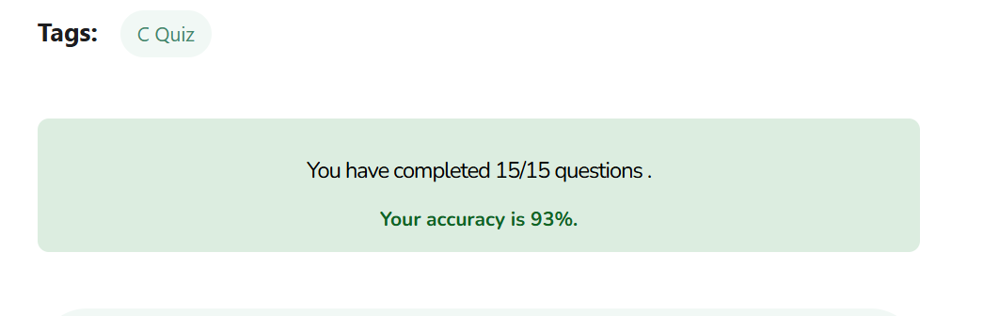 Tags: C Quiz
You have completed 15/15 questions .
Your accuracy is 93%.